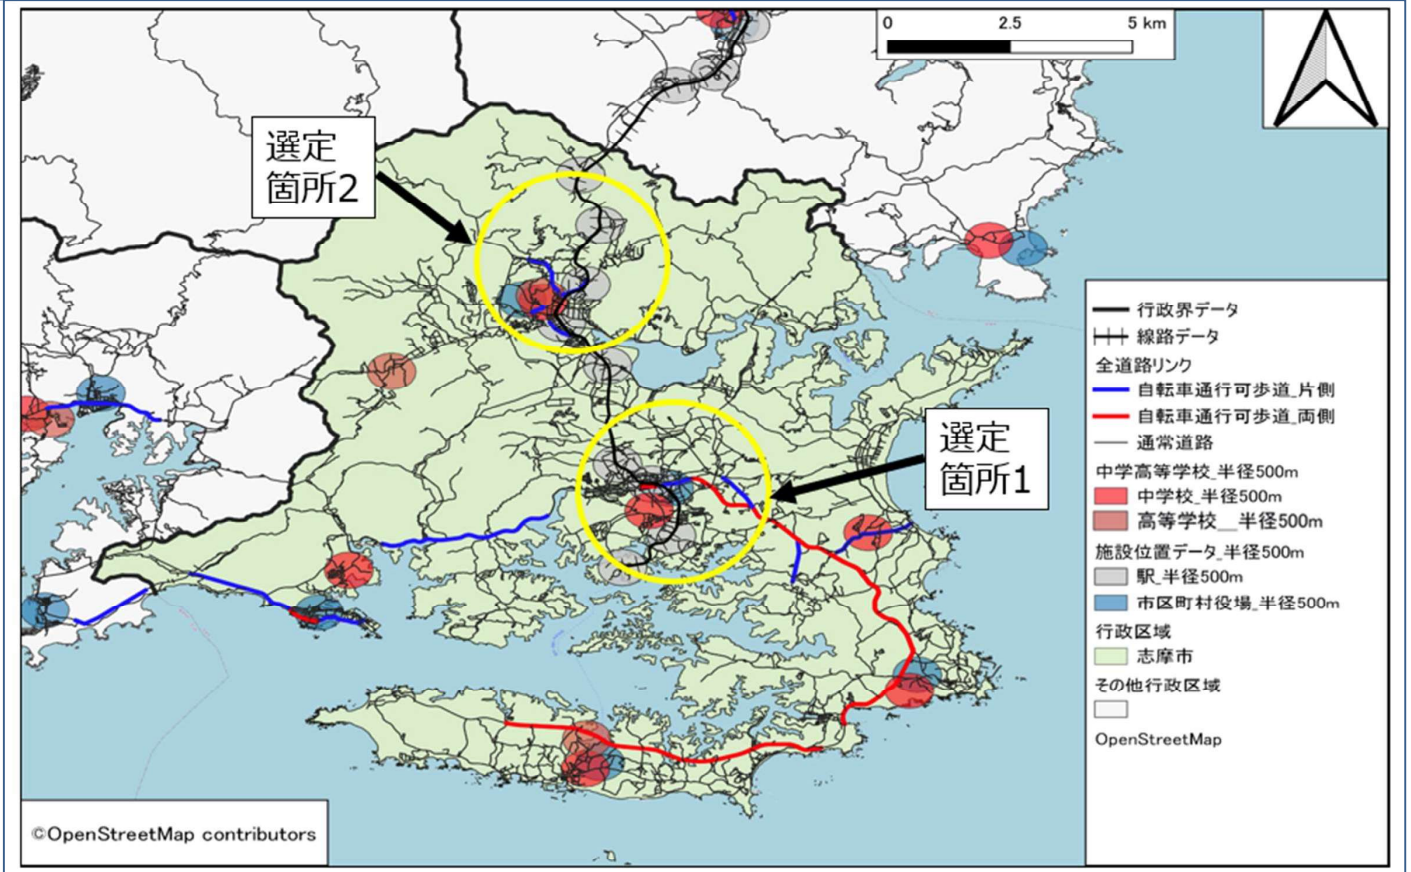 0 2.5 5 km
選定
箇所2
選定
箇所1
行政界データ
線路データ
全道路リンク
自転車通行可歩道_片側
自転車通行可歩道_両側
通常道路
中学高等学校_半径500m
中学校_半径500m
高等学校__半径500m
施設位置データ_半径500m
駅_半径500m
市区町村役場_半径500m
行政区域
志摩市
その他行政区域
OpenStreetMap
©OpenStreetMap contributors